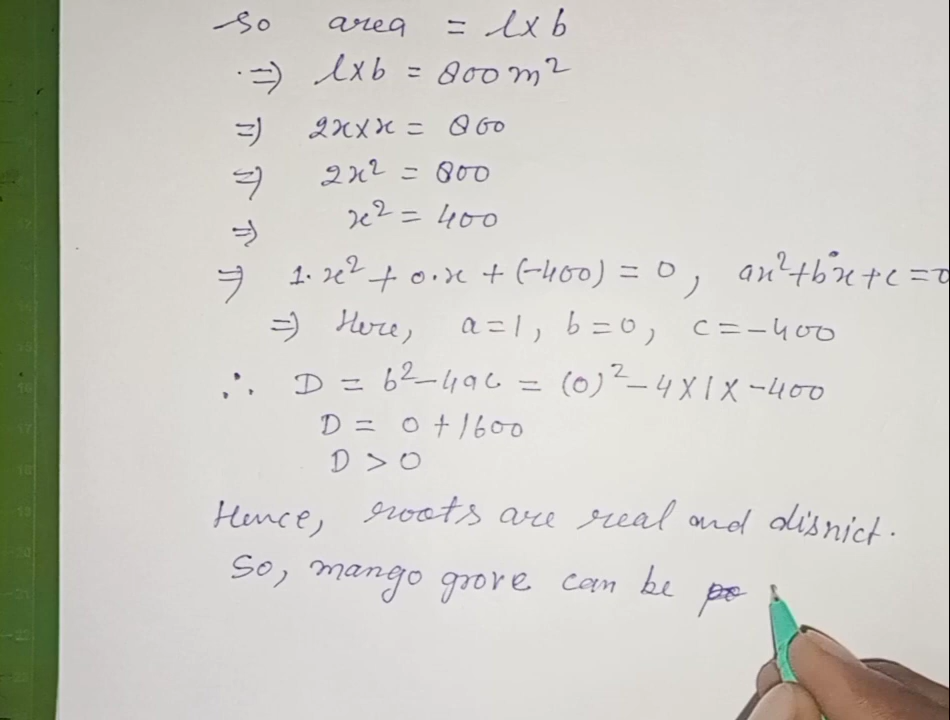 So area = l×b
⇒ l×b = 800 m²
⇒ 2x×x = 800
⇒ 2x² = 800
⇒ x² = 400
⇒ 1·x² + 0·x + (-400) = 0, ax²+bx+c=0
⇒ Here, a=1, b=0, c=-400
∴ D = b²-4ac = (0)²-4×1×-400
D = 0+1600
D > 0
Hence, roots are real and disnict.
So, mango grove can be